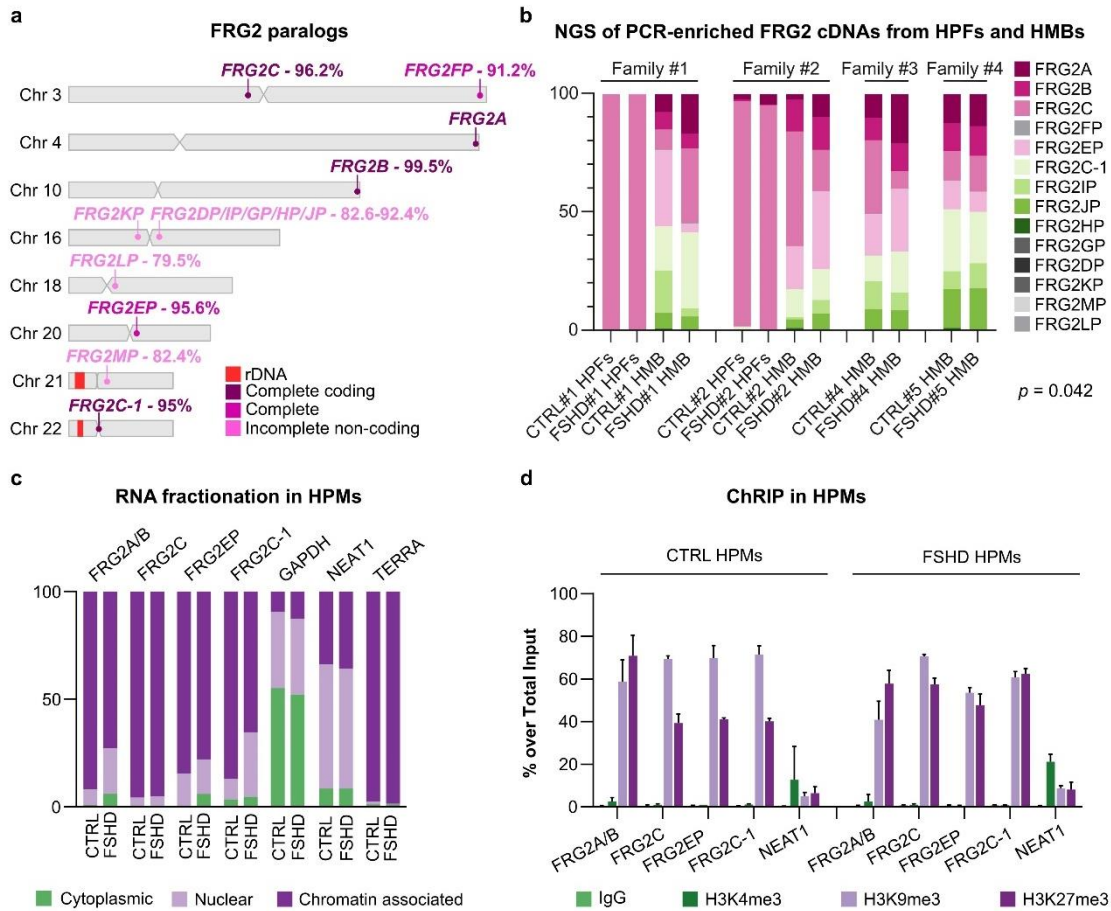 a
FRG2 paralogs
FRG2C - 96.2%
FRG2FP - 91.2%
Chr 3
FRG2A
Chr 4
FRG2B - 99.5%
Chr 10
FRG2KP
FRG2DP/IP/GP/HP/JP - 82.6-92.4%
Chr 16
FRG2LP - 79.5%
Chr 18
FRG2EP - 95.6%
Chr 20
FRG2MP - 82.4%
Chr 21
FRG2C-1 - 95%
Chr 22
rDNA
Complete coding
Complete
Incomplete non-coding
b
NGS of PCR-enriched FRG2 cDNAs from HPFs and HMBs
Family #1
Family #2
Family #3
Family #4
100
50
0
CTRL#1 HPFs
FSHD#1 HPFs
CTRL#1 HMB
FSHD#1 HMB
CTRL#2 HPFs
FSHD#2 HPFs
CTRL#2 HMB
FSHD#2 HMB
CTRL#4 HMB
FSHD#4 HMB
CTRL#5 HMB
FSHD#5 HMB
FRG2A
FRG2B
FRG2C
FRG2FP
FRG2EP
FRG2C-1
FRG2IP
FRG2JP
FRG2HP
FRG2GP
FRG2DP
FRG2KP
FRG2MP
FRG2LP
p = 0.042
c
RNA fractionation in HPMs
FRG2A/B
FRG2C
FRG2EP
FRG2C-1
GAPDH
NEAT1
TERRA
100
50
0
CTRL
FSHD
CTRL
FSHD
CTRL
FSHD
CTRL
FSHD
CTRL
FSHD
CTRL
FSHD
CTRL
FSHD
Cytoplasmic
Nuclear
Chromatin associated
d
ChRIP in HPMs
CTRL HPMs
FSHD HPMs
% over Total Input
100
80
60
40
20
0
FRG2A/B
FRG2C
FRG2EP
FRG2C-1
NEAT1
FRG2A/B
FRG2C
FRG2EP
FRG2C-1
NEAT1
IgG
H3K4me3
H3K9me3
H3K27me3